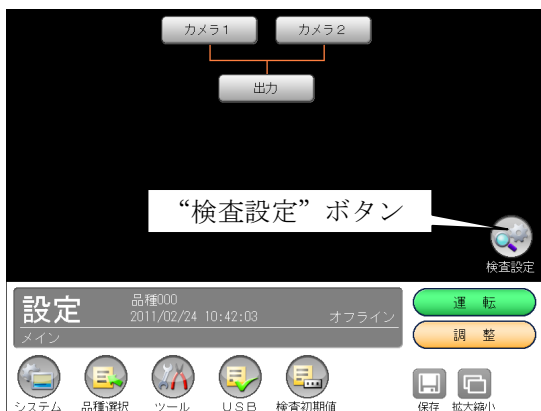 カメラ1 カメラ2
出力
“検査設定”ボタン
検査設定
設定 品種000
2011/02/24 10:42:03 オフライン
メイン
運 転
調 整
システム 品種選択 ツール USB 検査初期値 保存 拡大縮小